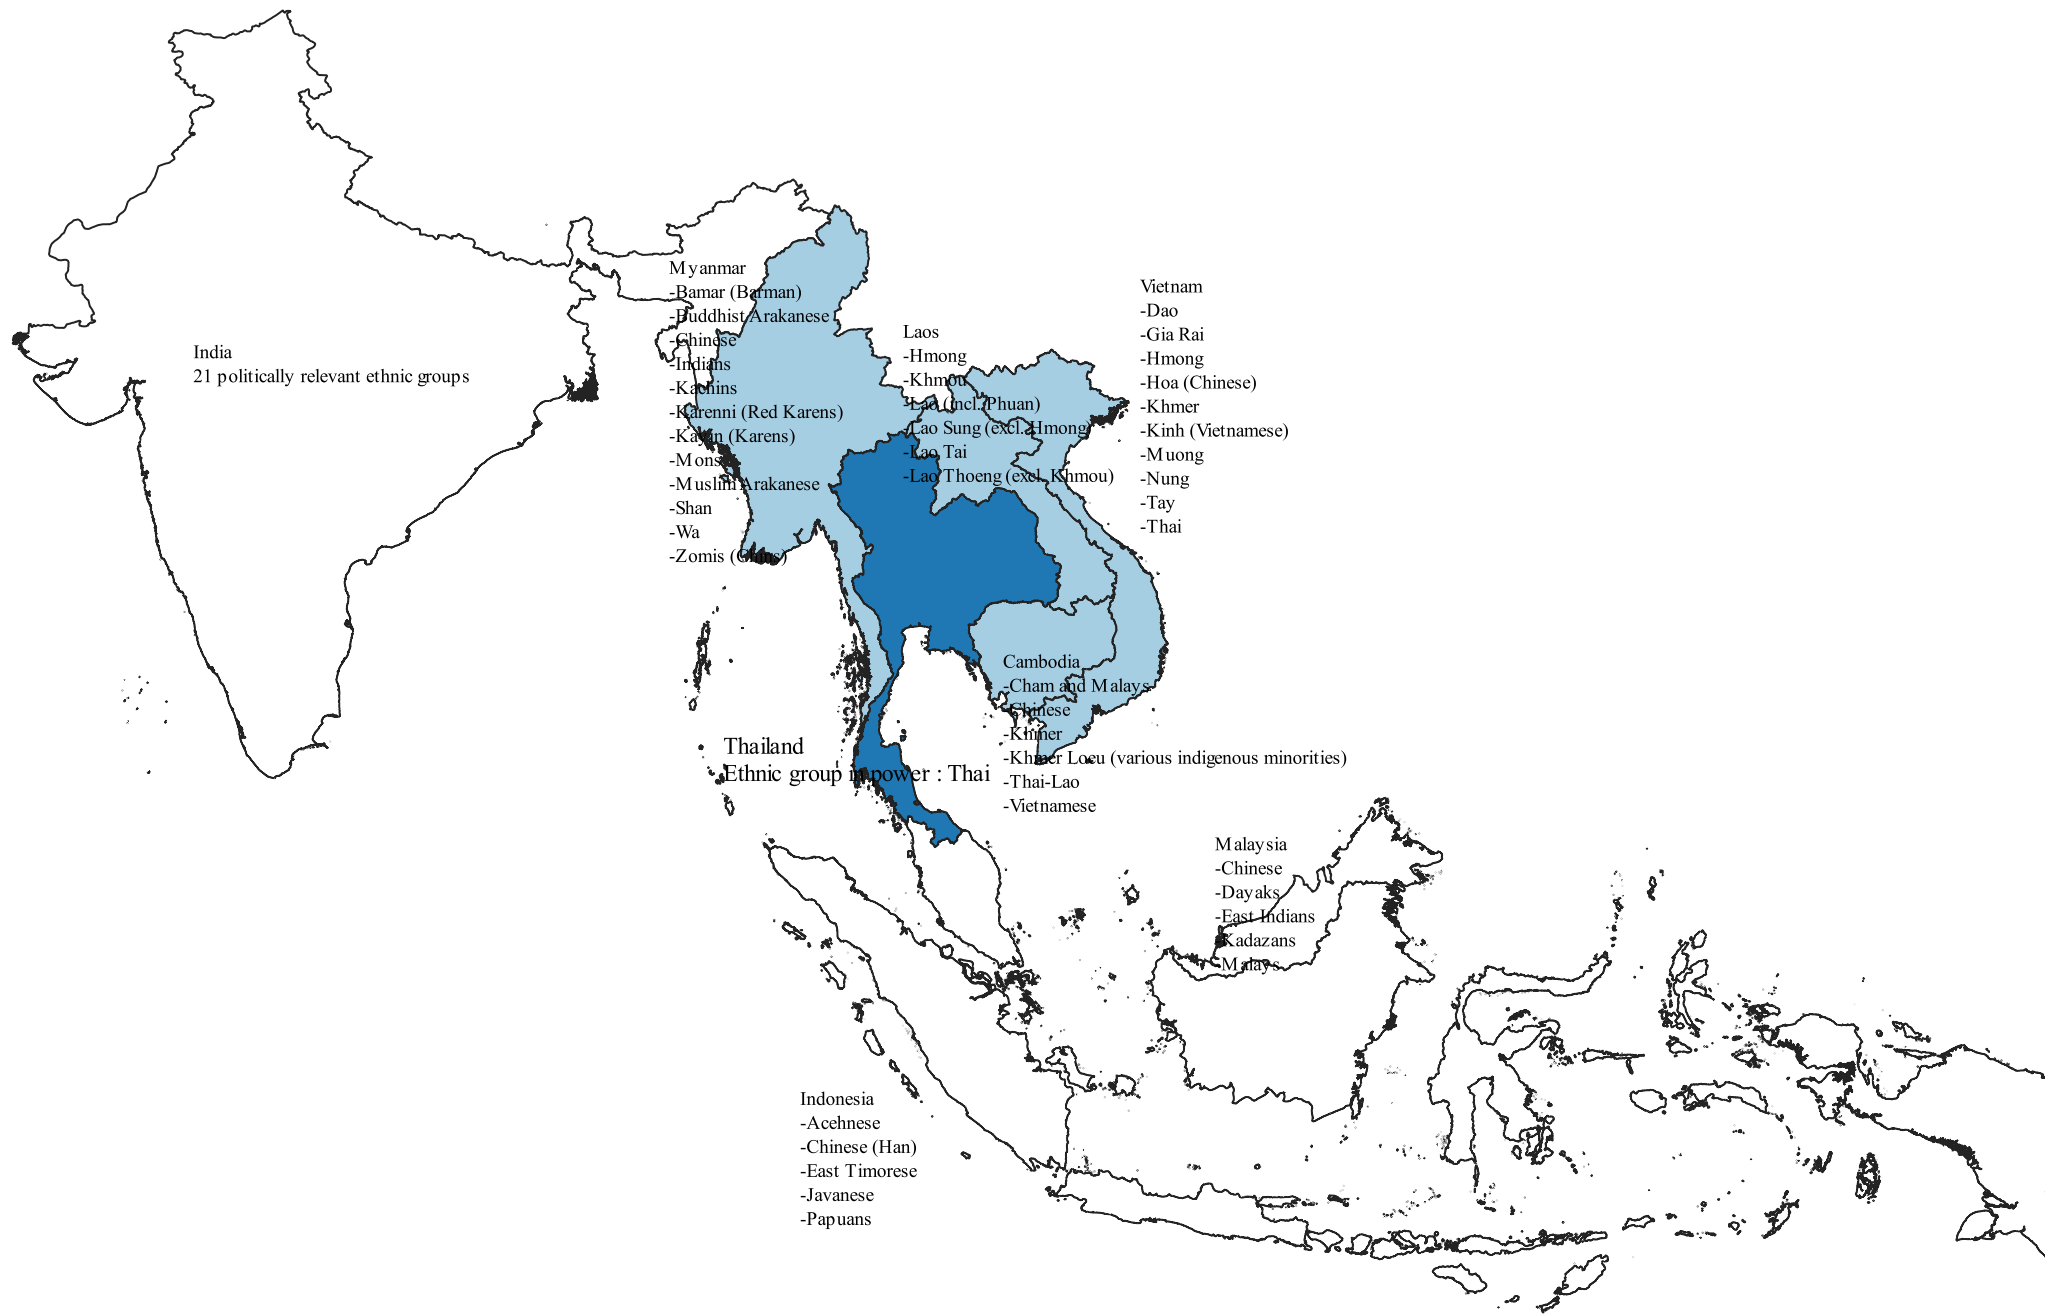 India
21 politically relevant ethnic groups
Myanmar
-Bamar (Barman)
-Buddhist Arakanese
-Chinese
-Indians
-Kachins
-Karenni (Red Karens)
-Kayin (Karens)
-Mons
-Muslim Arakanese
-Shan
-Wa
-Zomis (Chins)
Laos
-Hmong
-Khmou
-Lao (incl. Phuan)
-Lao Sung (excl. Hmong)
-Lao Tai
-Lao Thoeng (excl. Khmou)
Vietnam
-Dao
-Gia Rai
-Hmong
-Hoa (Chinese)
-Khmer
-Kinh (Vietnamese)
-Muong
-Nung
-Tay
-Thai
Thailand
Ethnic group in power : Thai
Cambodia
-Cham and Malays
-Chinese
-Khmer
-Khmer Loeu (various indigenous minorities)
-Thai-Lao
-Vietnamese
Malaysia
-Chinese
-Dayaks
-East Indians
-Kadazans
-Malays
Indonesia
-Acehnese
-Chinese (Han)
-East Timorese
-Javanese
-Papuans